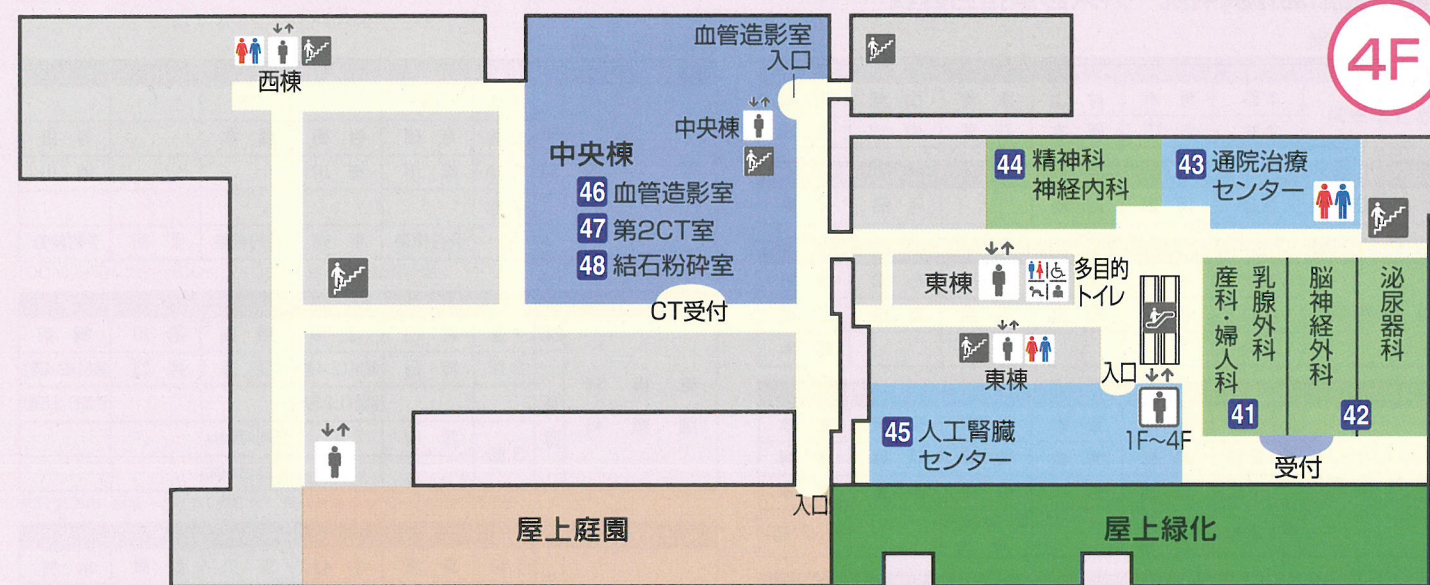 4F
西棟
血管造影室
入口
中央棟
中央棟
46 血管造影室
47 第2CT室
48 結石粉砕室
CT受付
44 精神科
神経内科
43 通院治療
センター
東棟
多目的
トイレ
東棟
入口
1F~4F
45 人工腎臓
センター
産科・婦人科
乳腺外科
41
脳神経外科
泌尿器科
42
受付
入口
屋上庭園
屋上緑化